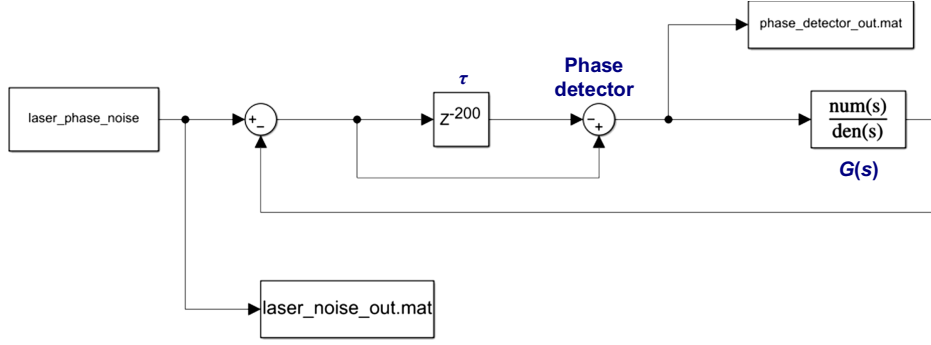 phase_detector_out.mat
Phase
detector
τ
laser_phase_noise
+
−
Z-200
−
+
num(s)
den(s)
G(s)
laser_noise_out.mat